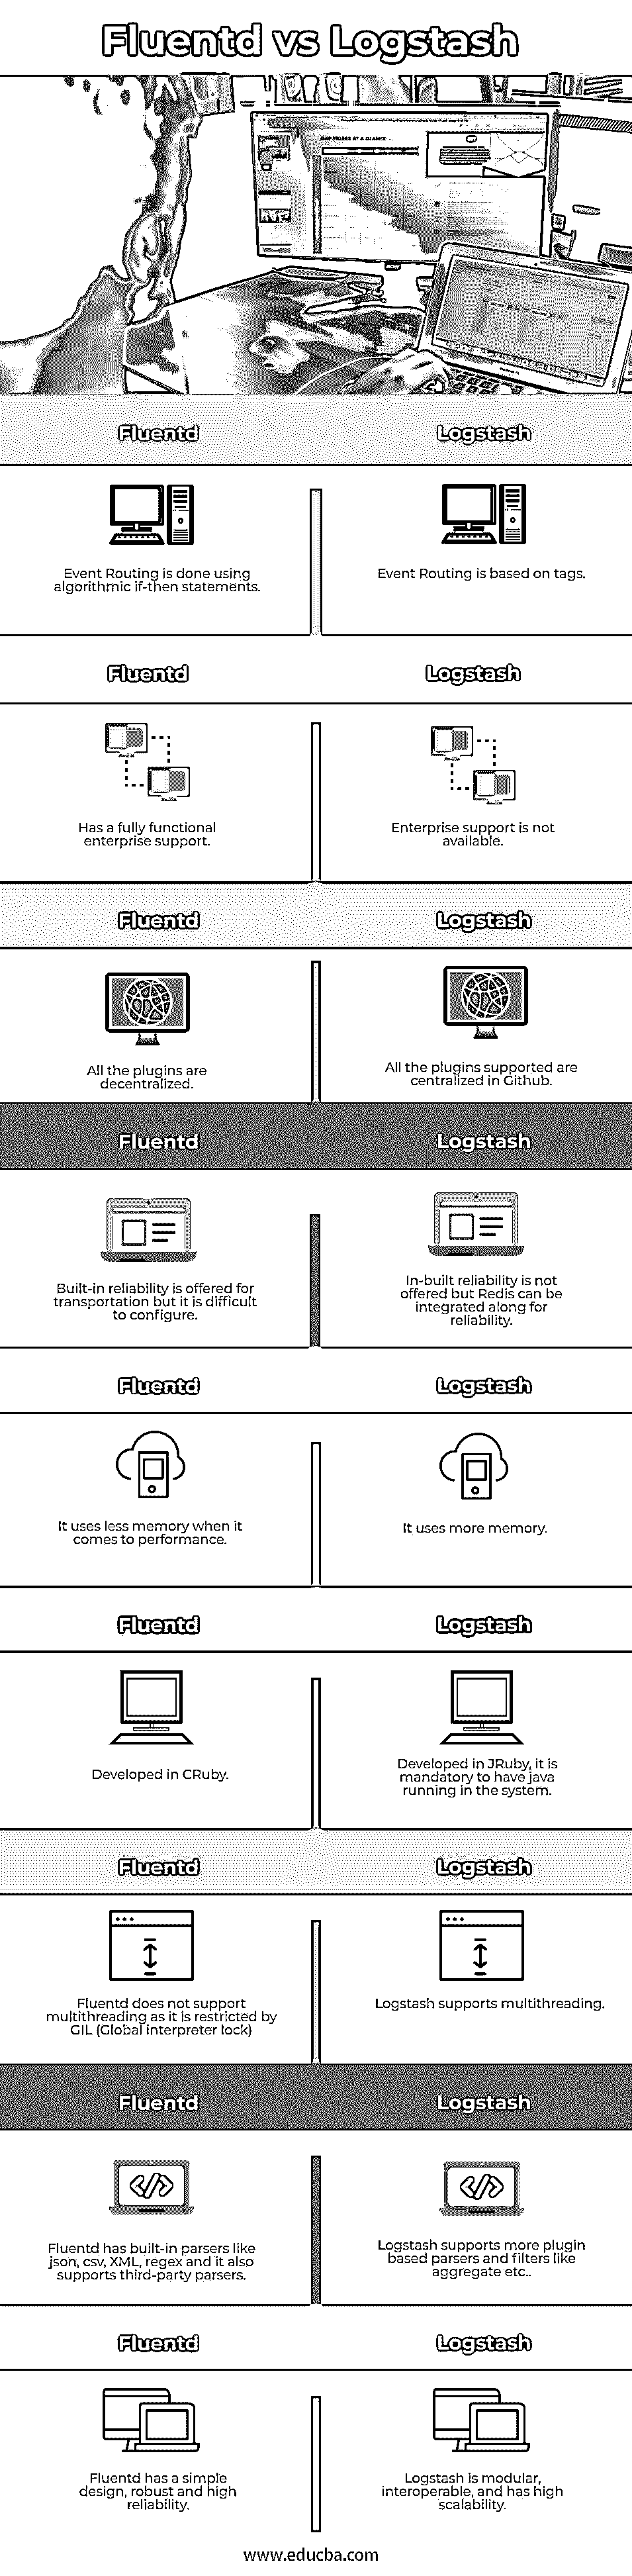 Fluentd vs Logstash
MAP PHASES AT A GLANCE
Fluentd
Logstash
Event Routing is done using
algorithmic if-then statements.
Event Routing is based on tags.
Fluentd
Logstash
Has a fully functional
enterprise support.
Enterprise support is not
available.
Fluentd
Logstash
All the plugins are
decentralized.
All the plugins supported are
centralized in Github.
Fluentd
Logstash
Built-in reliability is offered for
transportation but it is difficult
to configure.
In-built reliability is not
offered but Redis can be
integrated along for
reliability.
Fluentd
Logstash
It uses less memory when it
comes to performance.
It uses more memory.
Fluentd
Logstash
Developed in CRuby.
Developed in JRuby, it is
mandatory to have java
running in the system.
Fluentd
Logstash
Fluentd does not support
multithreading as it is restricted by
GIL (Global interpreter lock)
Logstash supports multithreading.
Fluentd
Logstash
Fluentd has built-in parsers like
json, csv, XML, regex and it also
supports third-party parsers.
Logstash supports more plugin
based parsers and filters like
aggregate etc..
Fluentd
Logstash
Fluentd has a simple
design, robust and high
reliability.
Logstash is modular,
interoperable, and has high
scalability.
www.educba.com